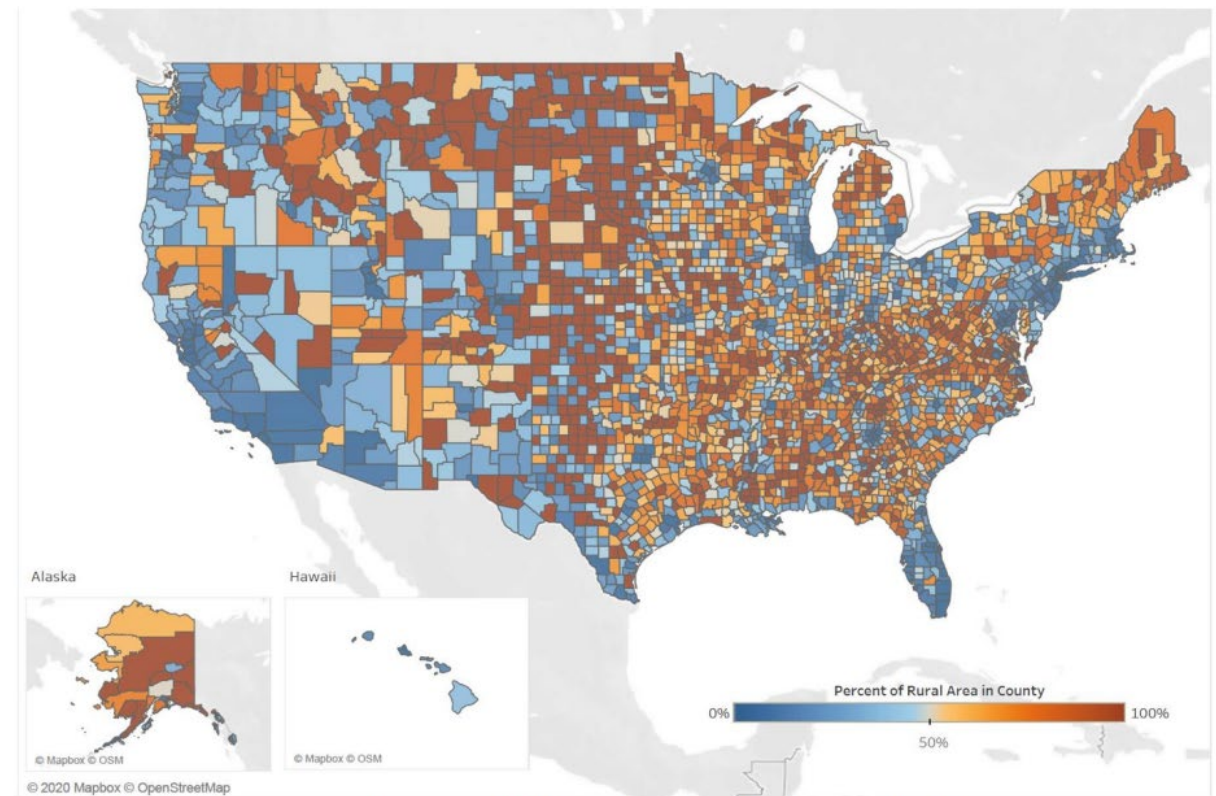 Alaska
Hawaii
Percent of Rural Area in County
0%
100%
50%
© Mapbox © OSM
© Mapbox © OSM
© 2020 Mapbox © OpenStreetMap